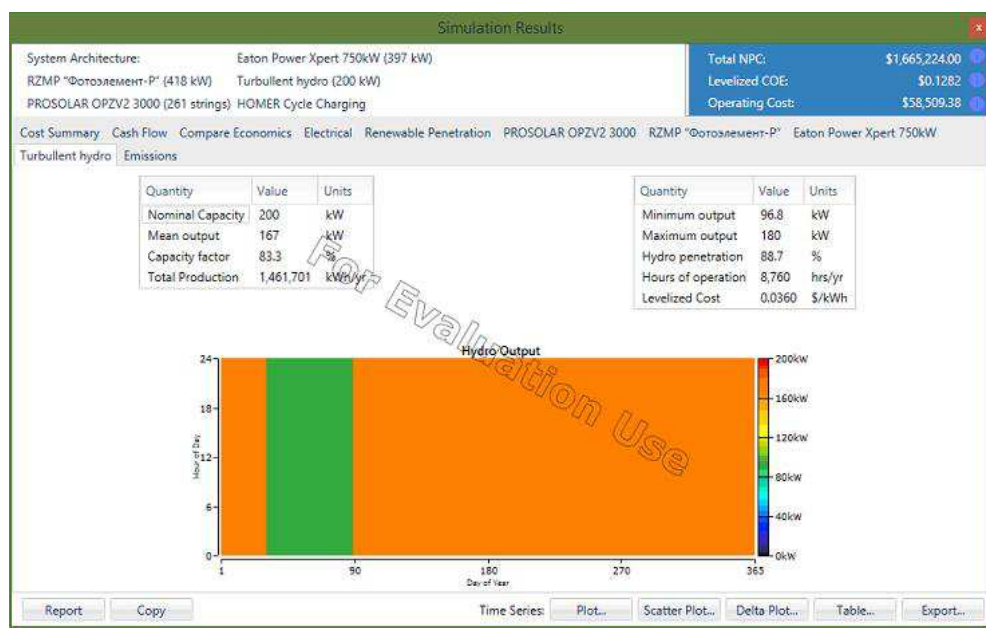 Simulation Results
x
System Architecture: Eaton Power Xpert 750kW (397 kW)
RZMP "Фотоэлемент-Р" (418 kW) Turbullent hydro (200 kW)
PROSOLAR OPZV2 3000 (261 strings) HOMER Cycle Charging
Total NPC: $1,665,224.00
Levelized COE: $0.1282
Operating Cost: $58,509.38
Cost Summary Cash Flow Compare Economics Electrical Renewable Penetration PROSOLAR OPZV2 3000 RZMP "Фотоэлемент-Р" Eaton Power Xpert 750kW
Turbullent hydro Emissions
Quantity Value Units
Nominal Capacity 200 kW
Mean output 167 kW
Capacity factor 83.3 %
Total Production 1,461,701 kWh/yr
Quantity Value Units
Minimum output 96.8 kW
Maximum output 180 kW
Hydro penetration 88.7 %
Hours of operation 8,760 hrs/yr
Levelized Cost 0.0360 $/kWh
For Evaluation Use
Hydro Output
Hour of Day
24
18
12
6
0
1 90 180 270 365
Day of Year
200kW
160kW
120kW
80kW
40kW
0kW
Report Copy Time Series: Plot... Scatter Plot... Delta Plot... Table... Export...